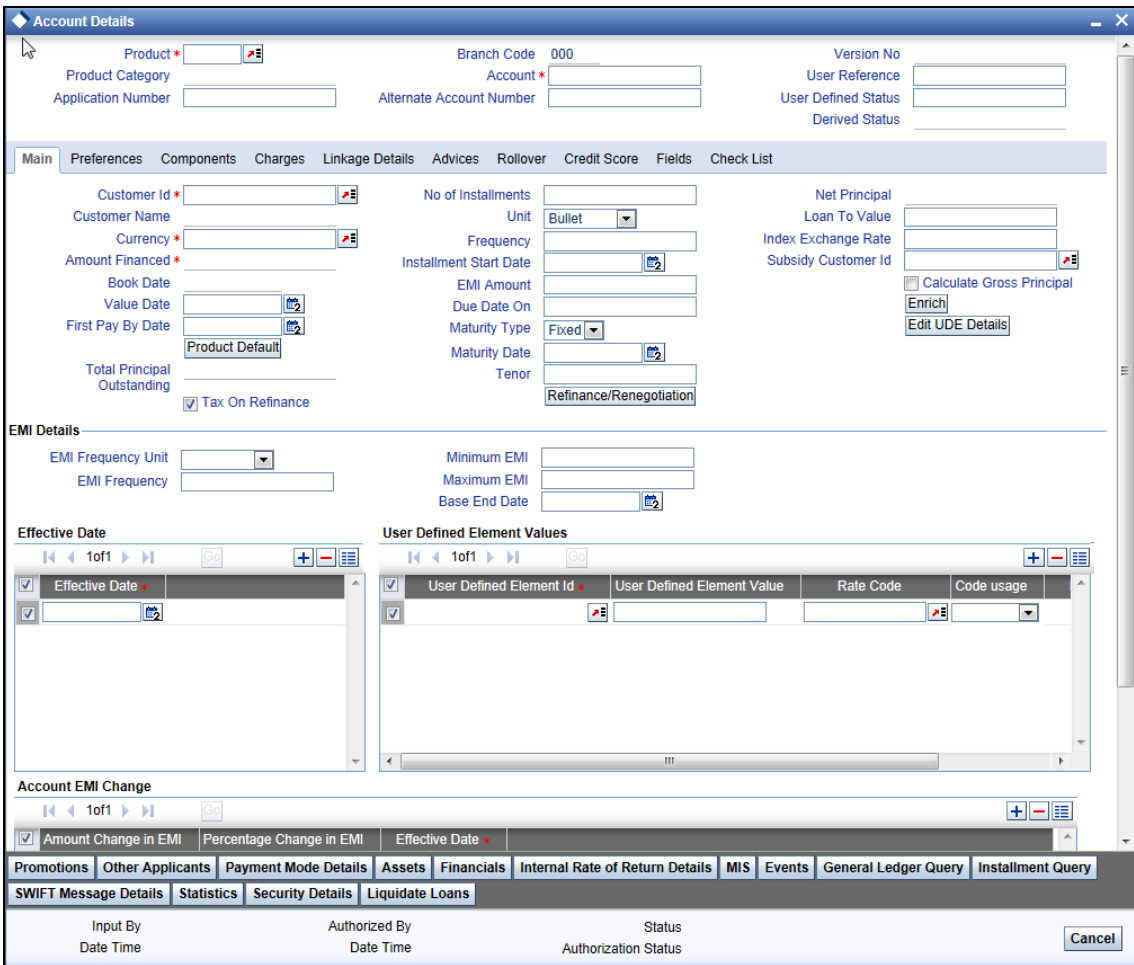 Account Details
Product * Branch Code 000 Version No
Product Category Account * User Reference
Application Number Alternate Account Number User Defined Status
Derived Status
Main Preferences Components Charges Linkage Details Advices Rollover Credit Score Fields Check List
Customer Id * No of Installments Net Principal
Customer Name Unit Bullet Loan To Value
Currency * Frequency Index Exchange Rate
Amount Financed * Installment Start Date Subsidy Customer Id
Book Date EMI Amount Calculate Gross Principal
Value Date Due Date On Enrich
First Pay By Date Maturity Type Fixed Edit UDE Details
Product Default Maturity Date
Total Principal Outstanding Tenor
Tax On Refinance Refinance/Renegotiation
EMI Details
EMI Frequency Unit Minimum EMI
EMI Frequency Maximum EMI
Base End Date
Effective Date User Defined Element Values
1of1 Go 1of1 Go
Effective Date * User Defined Element Id * User Defined Element Value Rate Code Code usage
Account EMI Change
1of1 Go
Amount Change in EMI Percentage Change in EMI Effective Date *
Promotions Other Applicants Payment Mode Details Assets Financials Internal Rate of Return Details MIS Events General Ledger Query Installment Query
SWIFT Message Details Statistics Security Details Liquidate Loans
Input By Authorized By Status
Date Time Date Time Authorization Status
Cancel